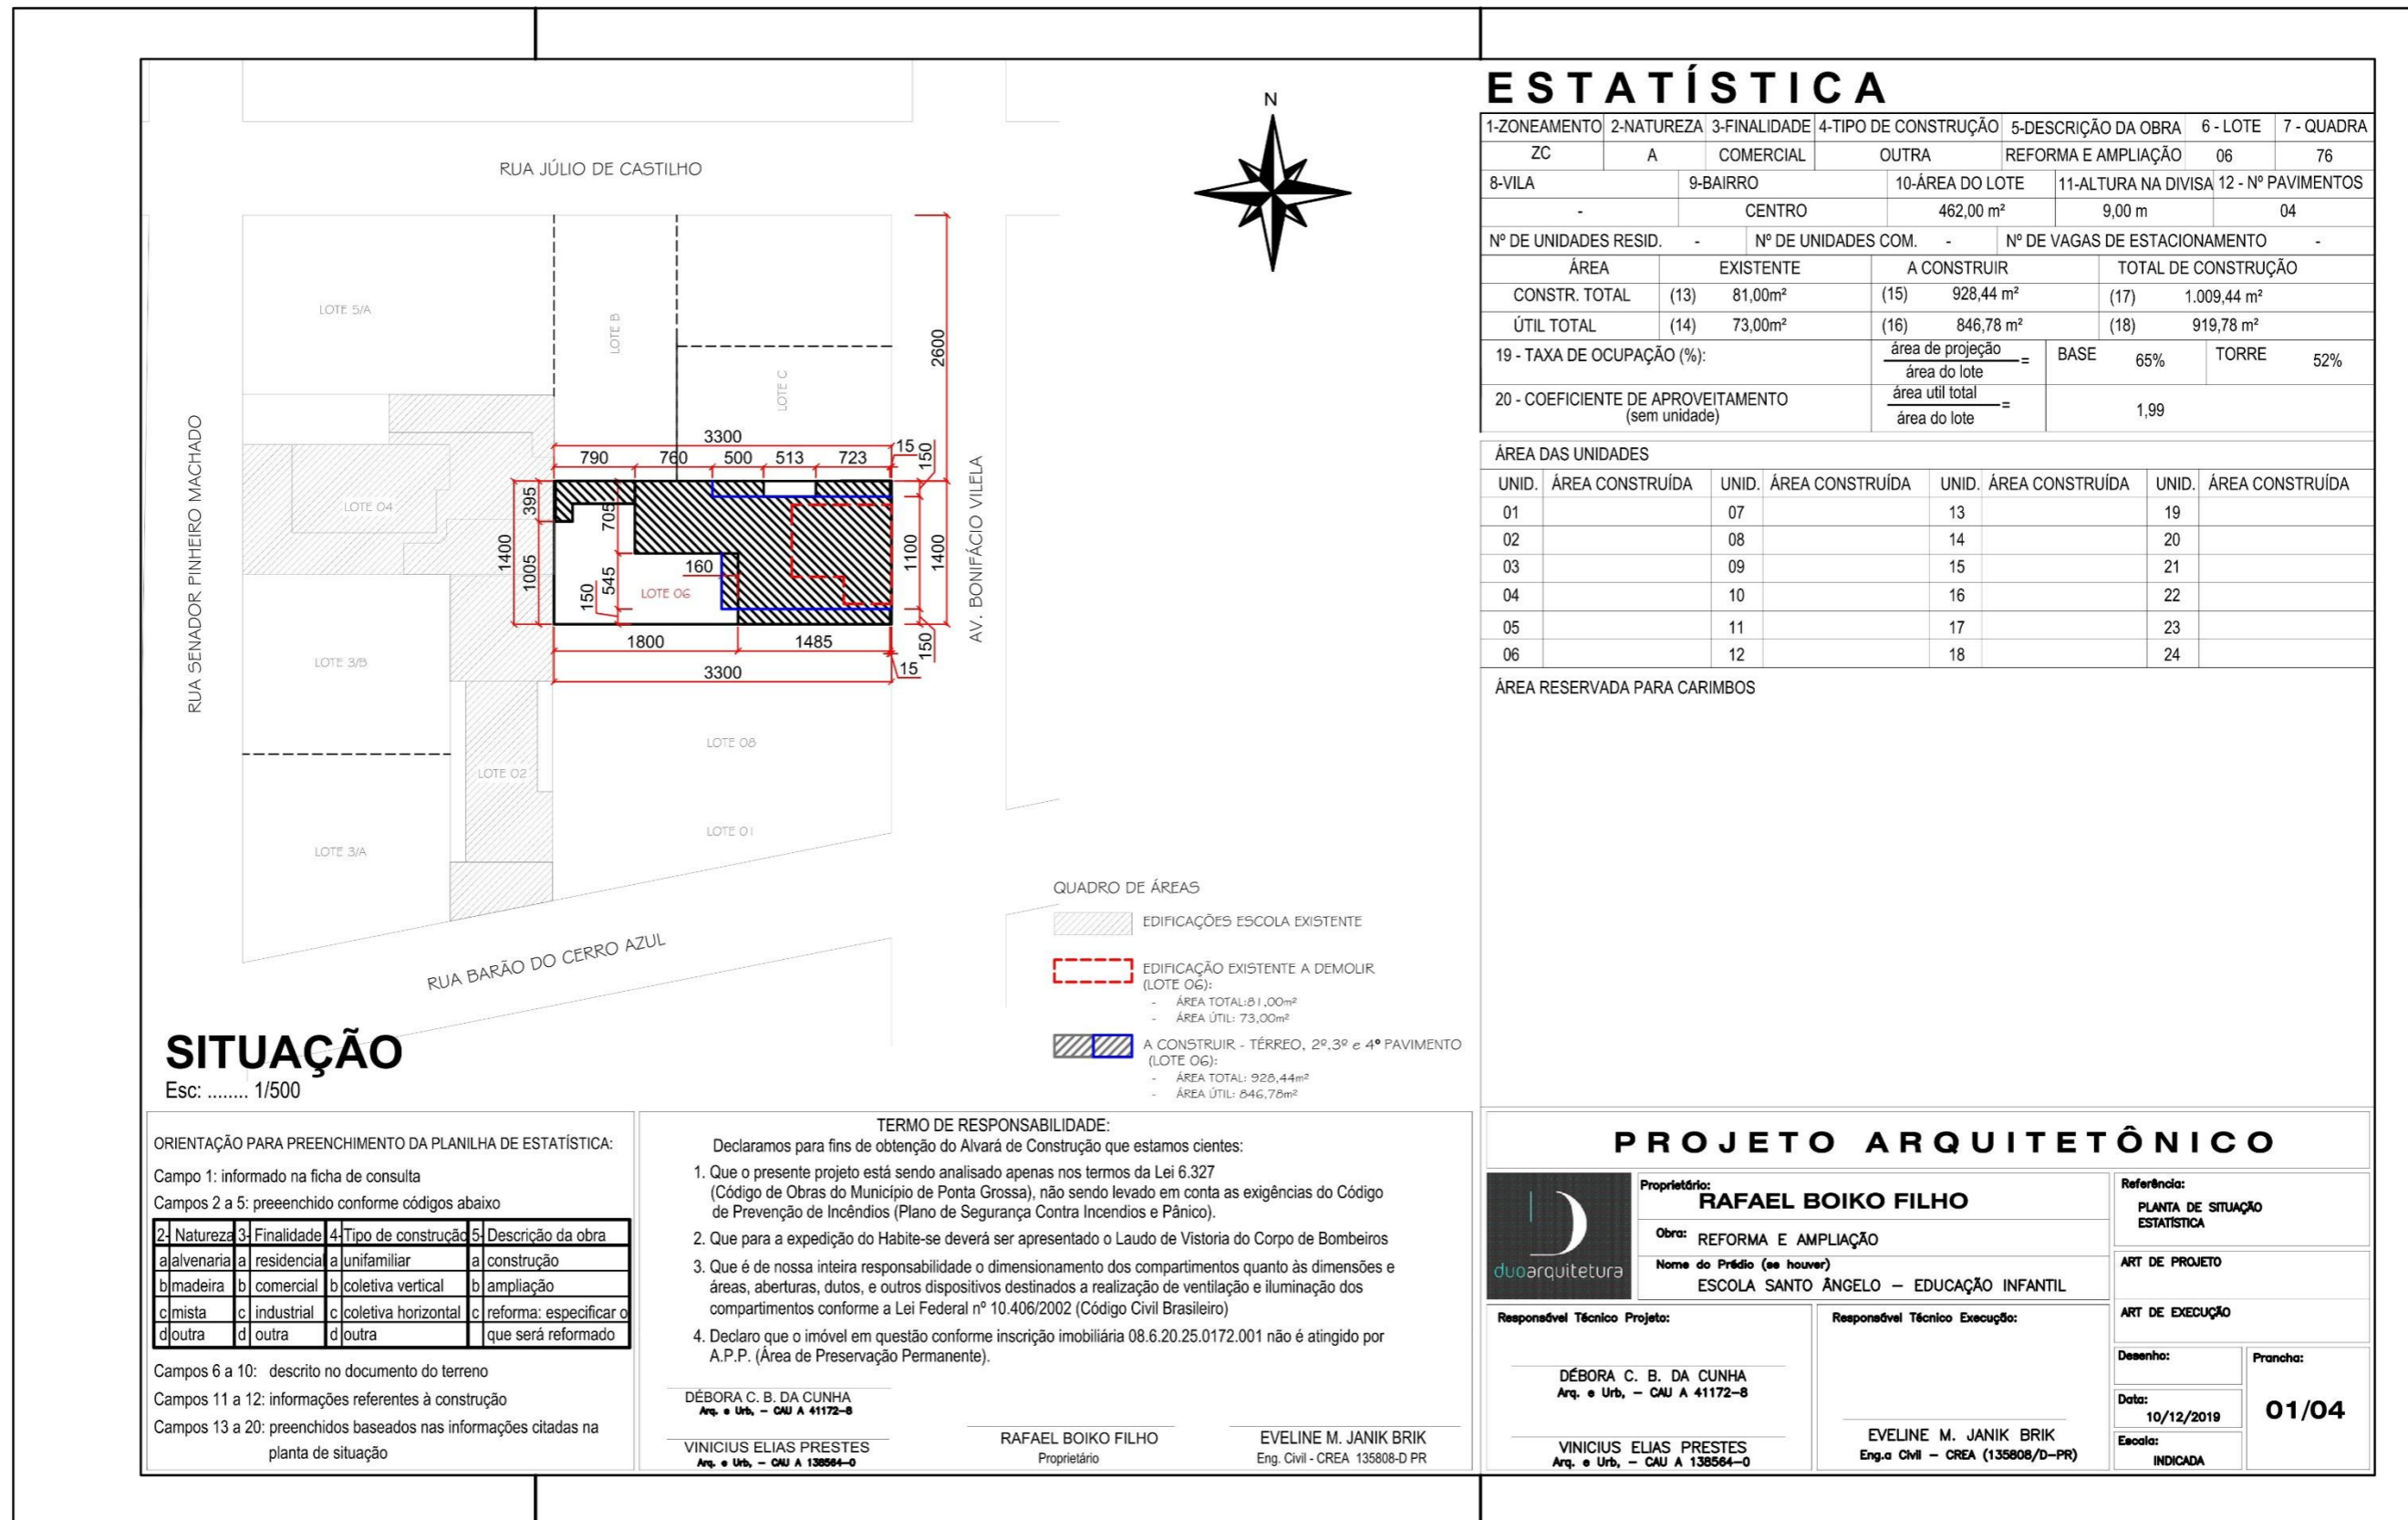 N
RUA JÚLIO DE CASTILHO
LOTE 5/A
LOTE B
LOTE C
2600
RUA SENADOR PINHEIRO MACHADO
AV. BONIFÁCIO VILELA
3300
15
150
790
760
500
513
723
LOTE 04
395
705
1400
1005
1100
1400
160
150
545
LOTE 06
1800
1485
150
15
3300
LOTE 3/B
LOTE 08
LOTE 02
LOTE 01
LOTE 3/A
RUA BARÃO DO CERRO AZUL
QUADRO DE ÁREAS
EDIFICAÇÕES ESCOLA EXISTENTE
EDIFICAÇÃO EXISTENTE A DEMOLIR
(LOTE 06):
- ÁREA TOTAL:81,00m²
- ÁREA ÚTIL: 73,00m²
A CONSTRUIR - TÉRREO, 2º,3º e 4º PAVIMENTO
(LOTE 06):
- ÁREA TOTAL: 928,44m²
- ÁREA ÚTIL: 846,78m²
SITUAÇÃO
Esc: ........ 1/500
ESTATÍSTICA
1-ZONEAMENTO 2-NATUREZA 3-FINALIDADE 4-TIPO DE CONSTRUÇÃO 5-DESCRIÇÃO DA OBRA 6 - LOTE 7 - QUADRA
ZC A COMERCIAL OUTRA REFORMA E AMPLIAÇÃO 06 76
8-VILA 9-BAIRRO 10-ÁREA DO LOTE 11-ALTURA NA DIVISA 12 - Nº PAVIMENTOS
- CENTRO 462,00 m² 9,00 m 04
Nº DE UNIDADES RESID. - Nº DE UNIDADES COM. - Nº DE VAGAS DE ESTACIONAMENTO -
ÁREA EXISTENTE A CONSTRUIR TOTAL DE CONSTRUÇÃO
CONSTR. TOTAL (13) 81,00m² (15) 928,44 m² (17) 1.009,44 m²
ÚTIL TOTAL (14) 73,00m² (16) 846,78 m² (18) 919,78 m²
19 - TAXA DE OCUPAÇÃO (%): área de projeção = BASE 65% TORRE 52%
área do lote
20 - COEFICIENTE DE APROVEITAMENTO área util total = 1,99
(sem unidade) área do lote
ÁREA DAS UNIDADES
UNID. ÁREA CONSTRUÍDA UNID. ÁREA CONSTRUÍDA UNID. ÁREA CONSTRUÍDA UNID. ÁREA CONSTRUÍDA
01 07 13 19
02 08 14 20
03 09 15 21
04 10 16 22
05 11 17 23
06 12 18 24
ÁREA RESERVADA PARA CARIMBOS
ORIENTAÇÃO PARA PREENCHIMENTO DA PLANILHA DE ESTATÍSTICA:
Campo 1: informado na ficha de consulta
Campos 2 a 5: preeenchido conforme códigos abaixo
2- Natureza 3- Finalidade 4- Tipo de construção 5- Descrição da obra
a alvenaria a residencial a unifamiliar a construção
b madeira b comercial b coletiva vertical b ampliação
c mista c industrial c coletiva horizontal c reforma: especificar o
d outra d outra d outra que será reformado
Campos 6 a 10: descrito no documento do terreno
Campos 11 a 12: informações referentes à construção
Campos 13 a 20: preenchidos baseados nas informações citadas na
planta de situação
TERMO DE RESPONSABILIDADE:
Declaramos para fins de obtenção do Alvará de Construção que estamos cientes:
1. Que o presente projeto está sendo analisado apenas nos termos da Lei 6.327
(Código de Obras do Município de Ponta Grossa), não sendo levado em conta as exigências do Código
de Prevenção de Incêndios (Plano de Segurança Contra Incendios e Pânico).
2. Que para a expedição do Habite-se deverá ser apresentado o Laudo de Vistoria do Corpo de Bombeiros
3. Que é de nossa inteira responsabilidade o dimensionamento dos compartimentos quanto às dimensões e
áreas, aberturas, dutos, e outros dispositivos destinados a realização de ventilação e iluminação dos
compartimentos conforme a Lei Federal nº 10.406/2002 (Código Civil Brasileiro)
4. Declaro que o imóvel em questão conforme inscrição imobiliária 08.6.20.25.0172.001 não é atingido por
A.P.P. (Área de Preservação Permanente).
DÉBORA C. B. DA CUNHA
Arq. e Urb, - CAU A 41172-8
VINICIUS ELIAS PRESTES
Arq. e Urb, - CAU A 138564-0
RAFAEL BOIKO FILHO
Proprietário
EVELINE M. JANIK BRIK
Eng. Civil - CREA 135808-D PR
PROJETO ARQUITETÔNICO
duoarquitetura
Proprietário:
RAFAEL BOIKO FILHO
Obra: REFORMA E AMPLIAÇÃO
Nome do Prédio (se houver)
ESCOLA SANTO ÂNGELO – EDUCAÇÃO INFANTIL
Referência:
PLANTA DE SITUAÇÃO
ESTATÍSTICA
ART DE PROJETO
ART DE EXECUÇÃO
Responsável Técnico Projeto:
DÉBORA C. B. DA CUNHA
Arq. e Urb, – CAU A 41172-8
VINICIUS ELIAS PRESTES
Arq. e Urb, – CAU A 138564-0
Responsável Técnico Execução:
EVELINE M. JANIK BRIK
Eng.a Civil – CREA (135808/D-PR)
Desenho:
Data:
10/12/2019
Escala:
INDICADA
Prancha:
01/04